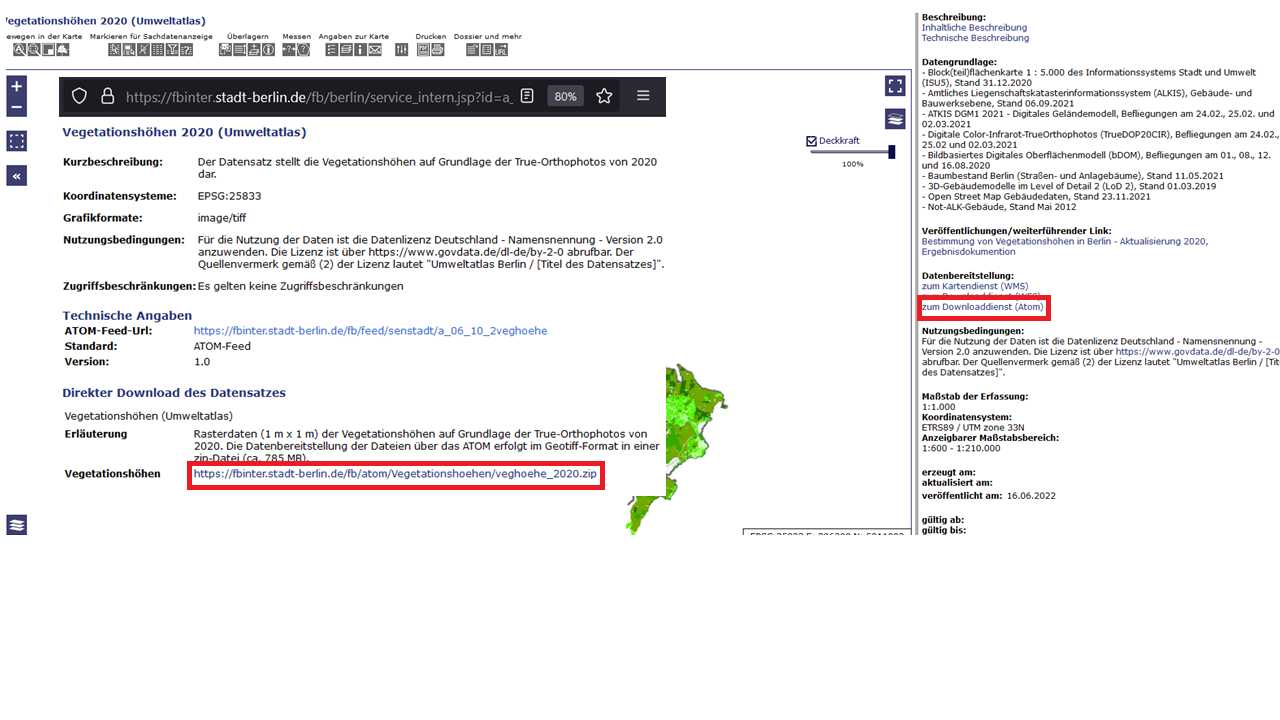 Vegetationshöhen 2020 (Umweltatlas)
ewegen in der Karte Markieren für Sachdatenanzeige Überlagern Messen Angaben zur Karte Drucken Dossier und mehr
URL
https://fbinter.stadt-berlin.de/fb/berlin/service_intern.jsp?id=a_ 80%
Vegetationshöhen 2020 (Umweltatlas)
Kurzbeschreibung: Der Datensatz stellt die Vegetationshöhen auf Grundlage der True-Orthophotos von 2020
dar.
Koordinatensysteme: EPSG:25833
Grafikformate: image/tiff
Nutzungsbedingungen: Für die Nutzung der Daten ist die Datenlizenz Deutschland - Namensnennung - Version 2.0
anzuwenden. Die Lizenz ist über https://www.govdata.de/dl-de/by-2-0 abrufbar. Der
Quellenvermerk gemäß (2) der Lizenz lautet "Umweltatlas Berlin / [Titel des Datensatzes]".
Zugriffsbeschränkungen: Es gelten keine Zugriffsbeschränkungen
Technische Angaben
ATOM-Feed-Url: https://fbinter.stadt-berlin.de/fb/feed/senstadt/a_06_10_2veghoehe
Standard: ATOM-Feed
Version: 1.0
Direkter Download des Datensatzes
Vegetationshöhen (Umweltatlas)
Erläuterung Rasterdaten (1 m x 1 m) der Vegetationshöhen auf Grundlage der True-Orthophotos von
2020. Die Datenbereitstellung der Dateien über das ATOM erfolgt im Geotiff-Format in einer
zip-Datei (ca. 785 MB).
Vegetationshöhen https://fbinter.stadt-berlin.de/fb/atom/Vegetationshoehen/veghoehe_2020.zip
Deckkraft
100%
Beschreibung:
Inhaltliche Beschreibung
Technische Beschreibung
Datengrundlage:
- Block(teil)flächenkarte 1 : 5.000 des Informationssystems Stadt und Umwelt
(ISU5), Stand 31.12.2020
- Amtliches Liegenschaftskatasterinformationssystem (ALKIS), Gebäude- und
Bauwerksebene, Stand 06.09.2021
- ATKIS DGM1 2021 - Digitales Geländemodell, Befliegungen am 24.02., 25.02. und
02.03.2021
- Digitale Color-Infrarot-TrueOrthophotos (TrueDOP20CIR), Befliegungen am 24.02.,
25.02 und 02.03.2021
- Bildbasiertes Digitales Oberflächenmodell (bDOM), Befliegungen am 01., 08., 12.
und 16.08.2020
- Baumbestand Berlin (Straßen- und Anlagebäume), Stand 11.05.2021
- 3D-Gebäudemodelle im Level of Detail 2 (LoD 2), Stand 01.03.2019
- Open Street Map Gebäudedaten, Stand 23.11.2021
- Not-ALK-Gebäude, Stand Mai 2012
Veröffentlichungen/weiterführender Link:
Bestimmung von Vegetationshöhen in Berlin - Aktualisierung 2020,
Ergebnisdokumention
Datenbereitstellung:
zum Kartendienst (WMS)
zum Downloaddienst (WFS)
zum Downloaddienst (Atom)
Nutzungsbedingungen:
Für die Nutzung der Daten ist die Datenlizenz Deutschland - Namensnennung -
Version 2.0 anzuwenden. Die Lizenz ist über https://www.govdata.de/dl-de/by-2-0
abrufbar. Der Quellenvermerk gemäß (2) der Lizenz lautet "Umweltatlas Berlin / [Tit
des Datensatzes]".
Maßstab der Erfassung:
1:1.000
Koordinatensystem:
ETRS89 / UTM zone 33N
Anzeigbarer Maßstabsbereich:
1:600 - 1:210.000
erzeugt am:
aktualisiert am:
veröffentlicht am: 16.06.2022
gültig ab:
gültig bis: